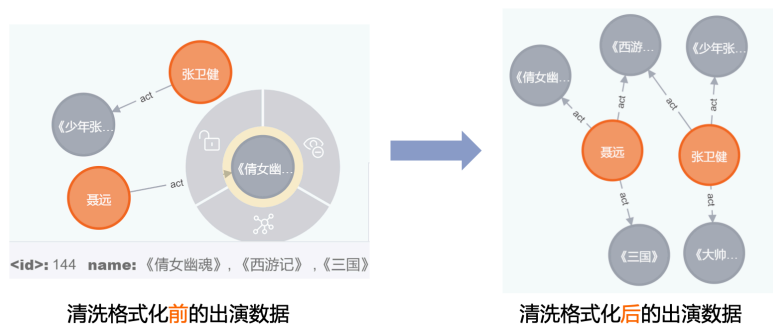 张卫健
act
《少年张...
聂远
act
《倩女幽...
<id>: 144 name: 《倩女幽魂》, 《西游记》 ,《三国》
清洗格式化前的出演数据
《西游...
《少年张...
《倩女幽...
act
act
act
act
聂远
张卫健
act
act
《三国》
《大帅...
清洗格式化后的出演数据